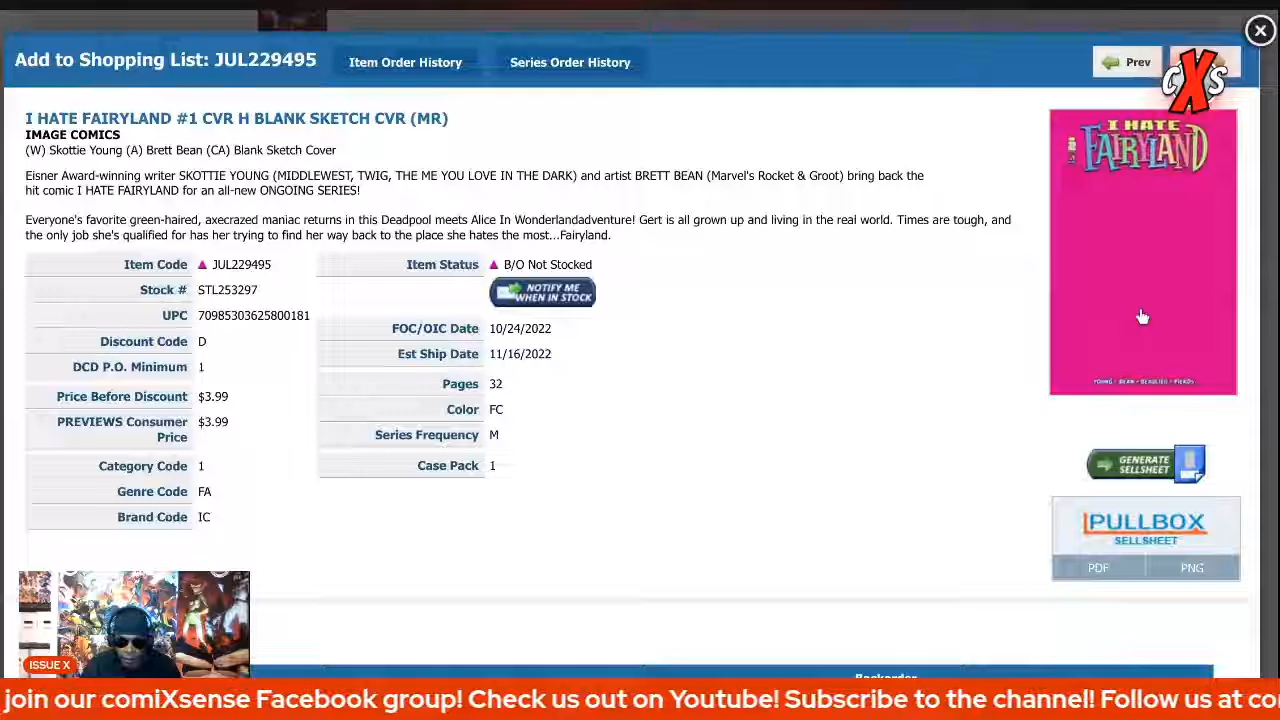 Add to Shopping List: JUL229495
Item Order History
Series Order History
Prev
CXS
I HATE FAIRYLAND #1 CVR H BLANK SKETCH CVR (MR)
IMAGE COMICS
(W) Skottie Young (A) Brett Bean (CA) Blank Sketch Cover
Eisner Award-winning writer SKOTTIE YOUNG (MIDDLEWEST, TWIG, THE ME YOU LOVE IN THE DARK) and artist BRETT BEAN (Marvel's Rocket & Groot) bring back the
hit comic I HATE FAIRYLAND for an all-new ONGOING SERIES!
Everyone's favorite green-haired, axecrazed maniac returns in this Deadpool meets Alice In Wonderlandadventure! Gert is all grown up and living in the real world. Times are tough, and
the only job she's qualified for has her trying to find her way back to the place she hates the most...Fairyland.
Item Code JUL229495
Stock # STL253297
UPC 70985303625800181
Discount Code D
DCD P.O. Minimum 1
Price Before Discount $3.99
PREVIEWS Consumer $3.99
Price
Category Code 1
Genre Code FA
Brand Code IC
Item Status B/O Not Stocked
NOTIFY ME
WHEN IN STOCK
FOC/OIC Date 10/24/2022
Est Ship Date 11/16/2022
Pages 32
Color FC
Series Frequency M
Case Pack 1
I HATE
FAIRYLAND
YOUNG • BEAN • BEAULIEU • PIEKOS
GENERATE
SELLSHEET
PULLBOX
SELLSHEET
PDF
PNG
ISSUE X
join our comiXsense Facebook group! Check us out on Youtube! Subscribe to the channel! Follow us at co